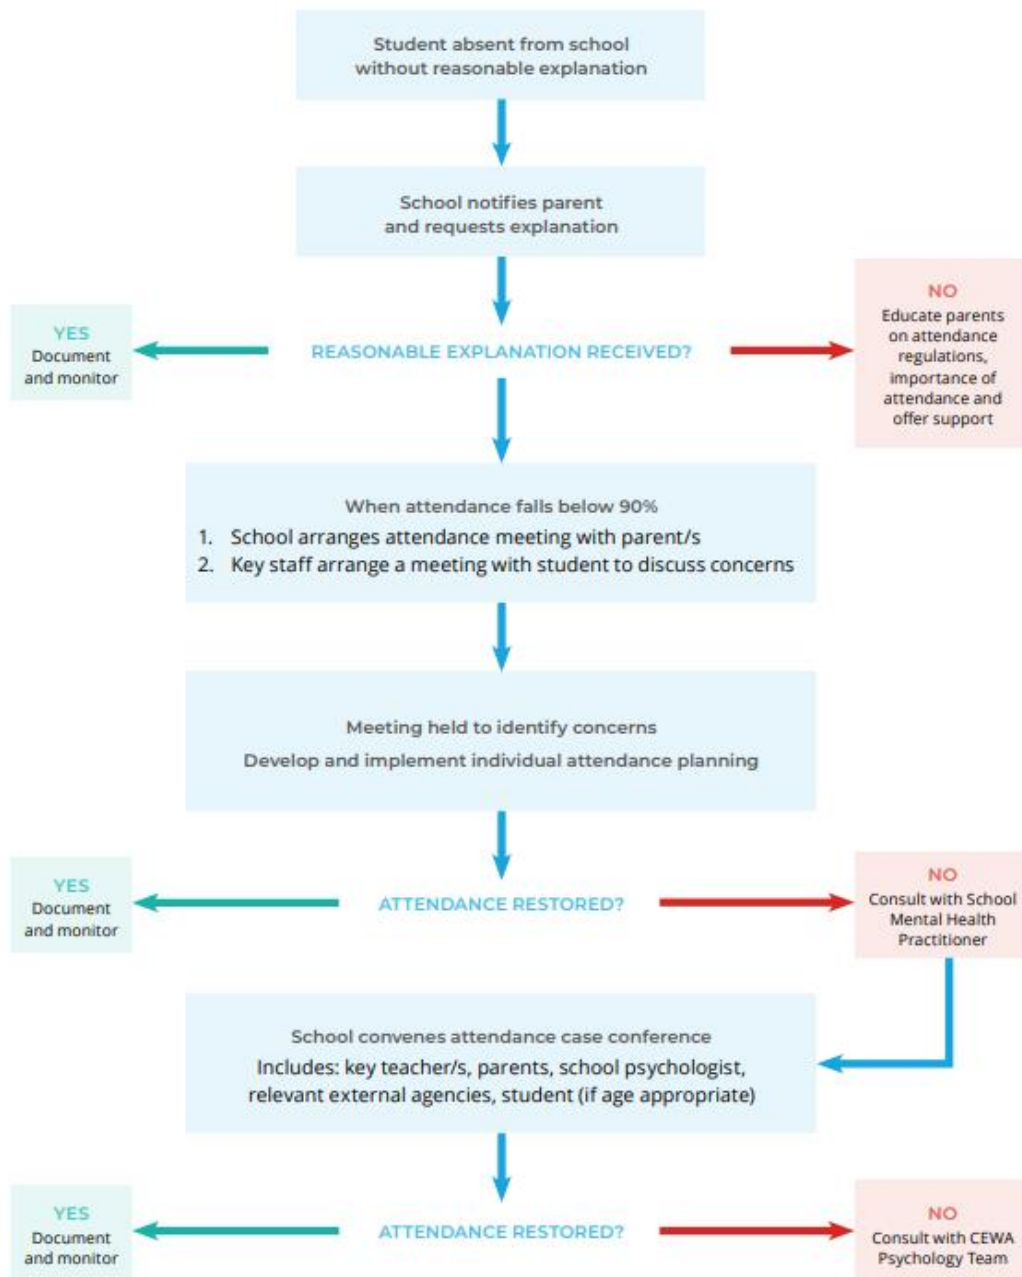 Student absent from school
without reasonable explanation
School notifies parent
and requests explanation
YES
Document
and monitor
REASONABLE EXPLANATION RECEIVED?
NO
Educate parents
on attendance
regulations,
importance of
attendance and
offer support
When attendance falls below 90%
1. School arranges attendance meeting with parent/s
2. Key staff arrange a meeting with student to discuss concerns
Meeting held to identify concerns
Develop and implement individual attendance planning
YES
Document
and monitor
ATTENDANCE RESTORED?
NO
Consult with School
Mental Health
Practitioner
School convenes attendance case conference
Includes: key teacher/s, parents, school psychologist,
relevant external agencies, student (if age appropriate)
YES
Document
and monitor
ATTENDANCE RESTORED?
NO
Consult with CEWA
Psychology Team